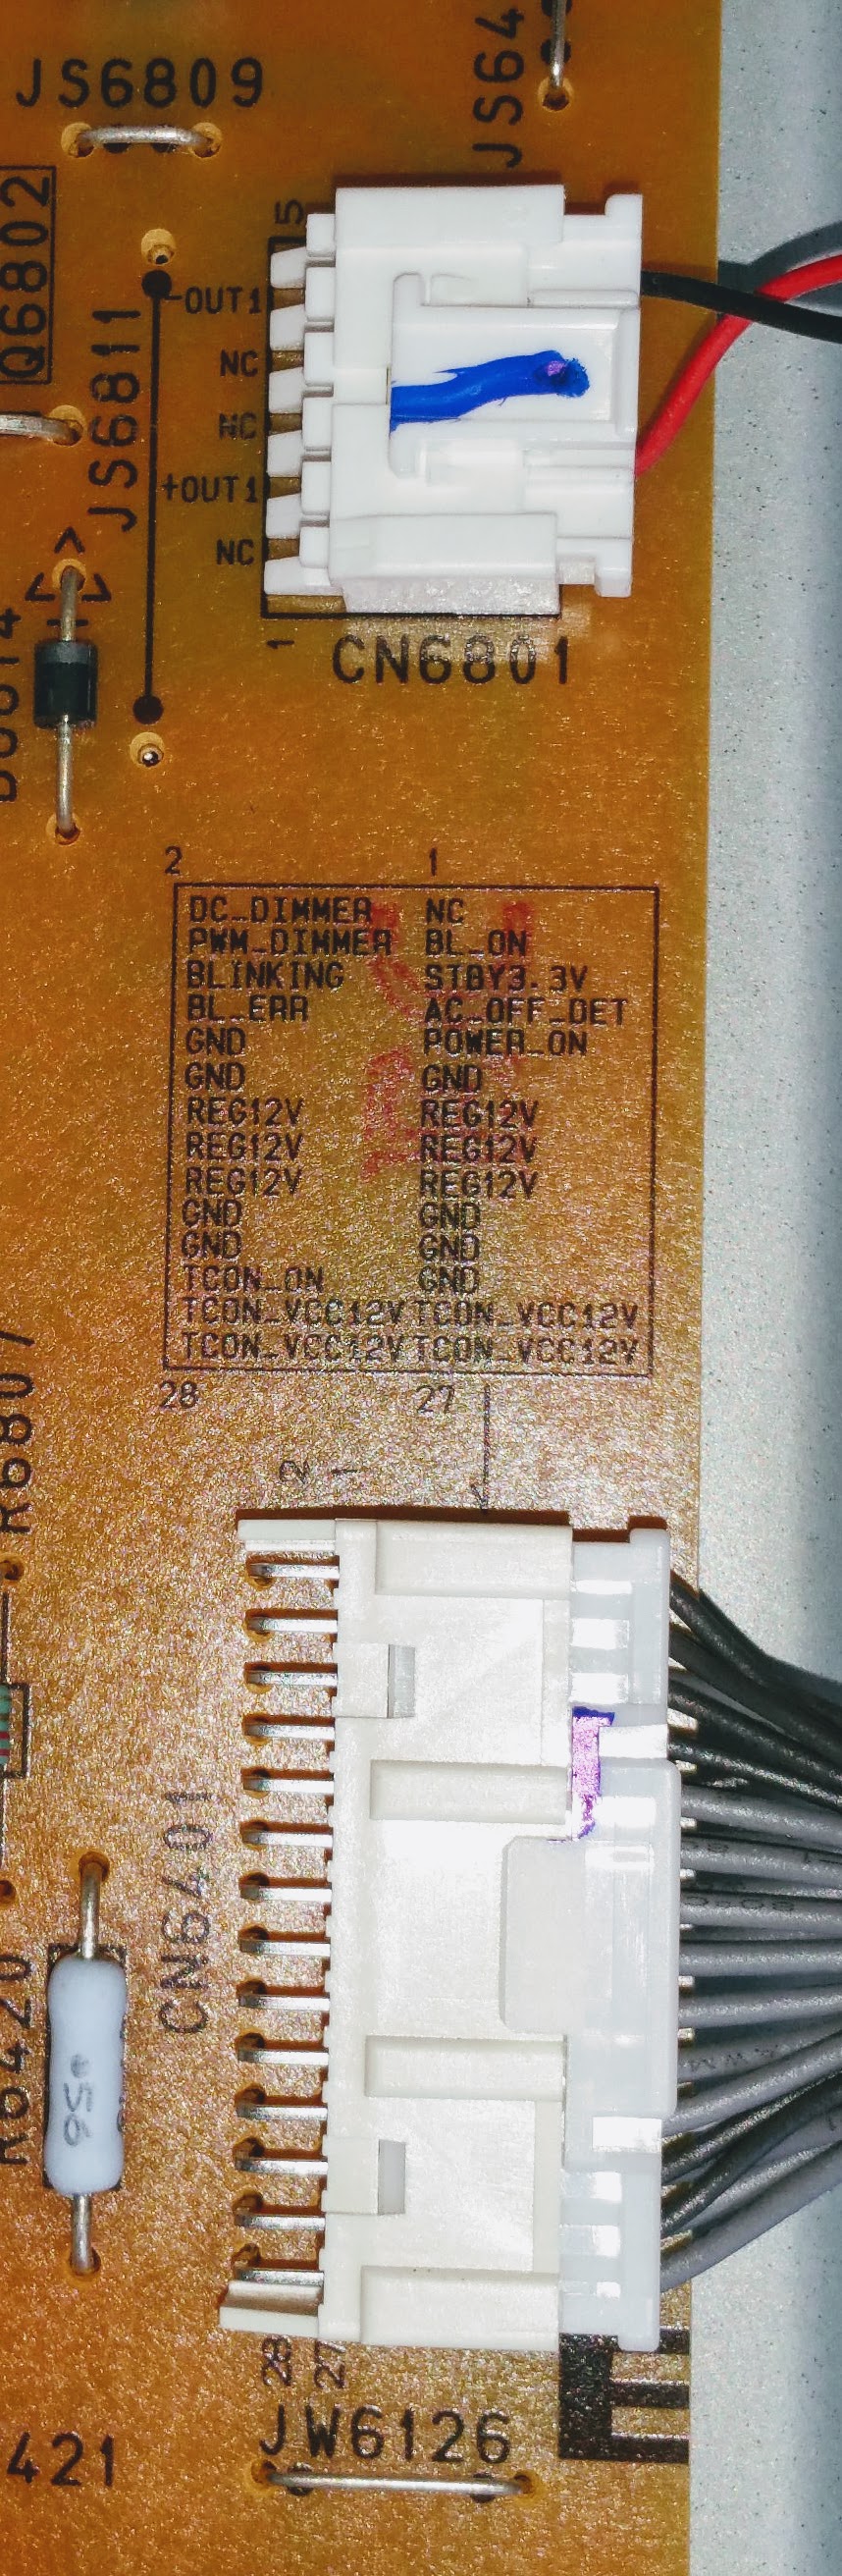 JS6809
JS64
Q6802
5
-OUT1
NC
JS6811
NC
+OUT1
NC
1
CN6801
2 1
DC_DIMMER NC
PWM_DIMMER BL_ON
BLINKING STBY3.3V
BL_ERR AC_OFF_DET
GND POWER_ON
GND GND
REG12V REG12V
REG12V REG12V
REG12V REG12V
GND GND
GND GND
TCON_ON GND
TCON_VCC12V TCON_VCC12V
TCON_VCC12V TCON_VCC12V
28 27
R6807
2 1
CN6401
R6420
28 27
JW6126
421